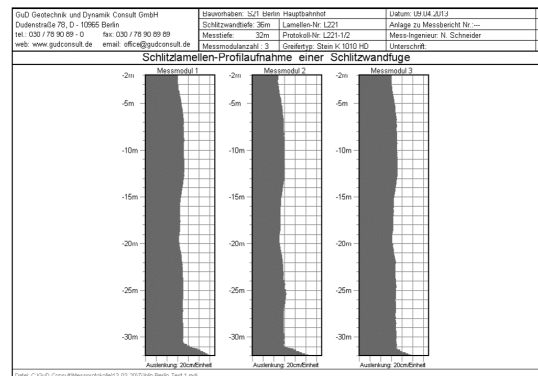 GuD Geotechnik und Dynamik Consult GmbH
Dudenstraße 78, D - 10965 Berlin
tel.: 030 / 78 90 89 - 0 fax: 030 / 78 90 89 89
web: www.gudconsult.de email: office@gudconsult.de
Bauvorhaben: S21 Berlin Hauptbahnhof
Datum: 09.04.2013
Schlitzwandtiefe: 36m
Lamellen-Nr: L221
Anlage zu Messbericht Nr.:---
Messtiefe: 32m
Protokoll-Nr: L221-1/2
Mess-Ingenieur: N. Schneider
Messmodulanzahl : 3
Greifertyp: Stein K 1010 HD
Unterschrift:
Schlitzlamellen-Profilaufnahme einer Schlitzwandfuge
Messmodul 1
Messmodul 2
Messmodul 3
-2m -2m -2m
-5m -5m -5m
-10m -10m -10m
-15m -15m -15m
-20m -20m -20m
-25m -25m -25m
-30m -30m -30m
Auslenkung: 20cm/Einheit
Auslenkung: 20cm/Einheit
Auslenkung: 20cm/Einheit